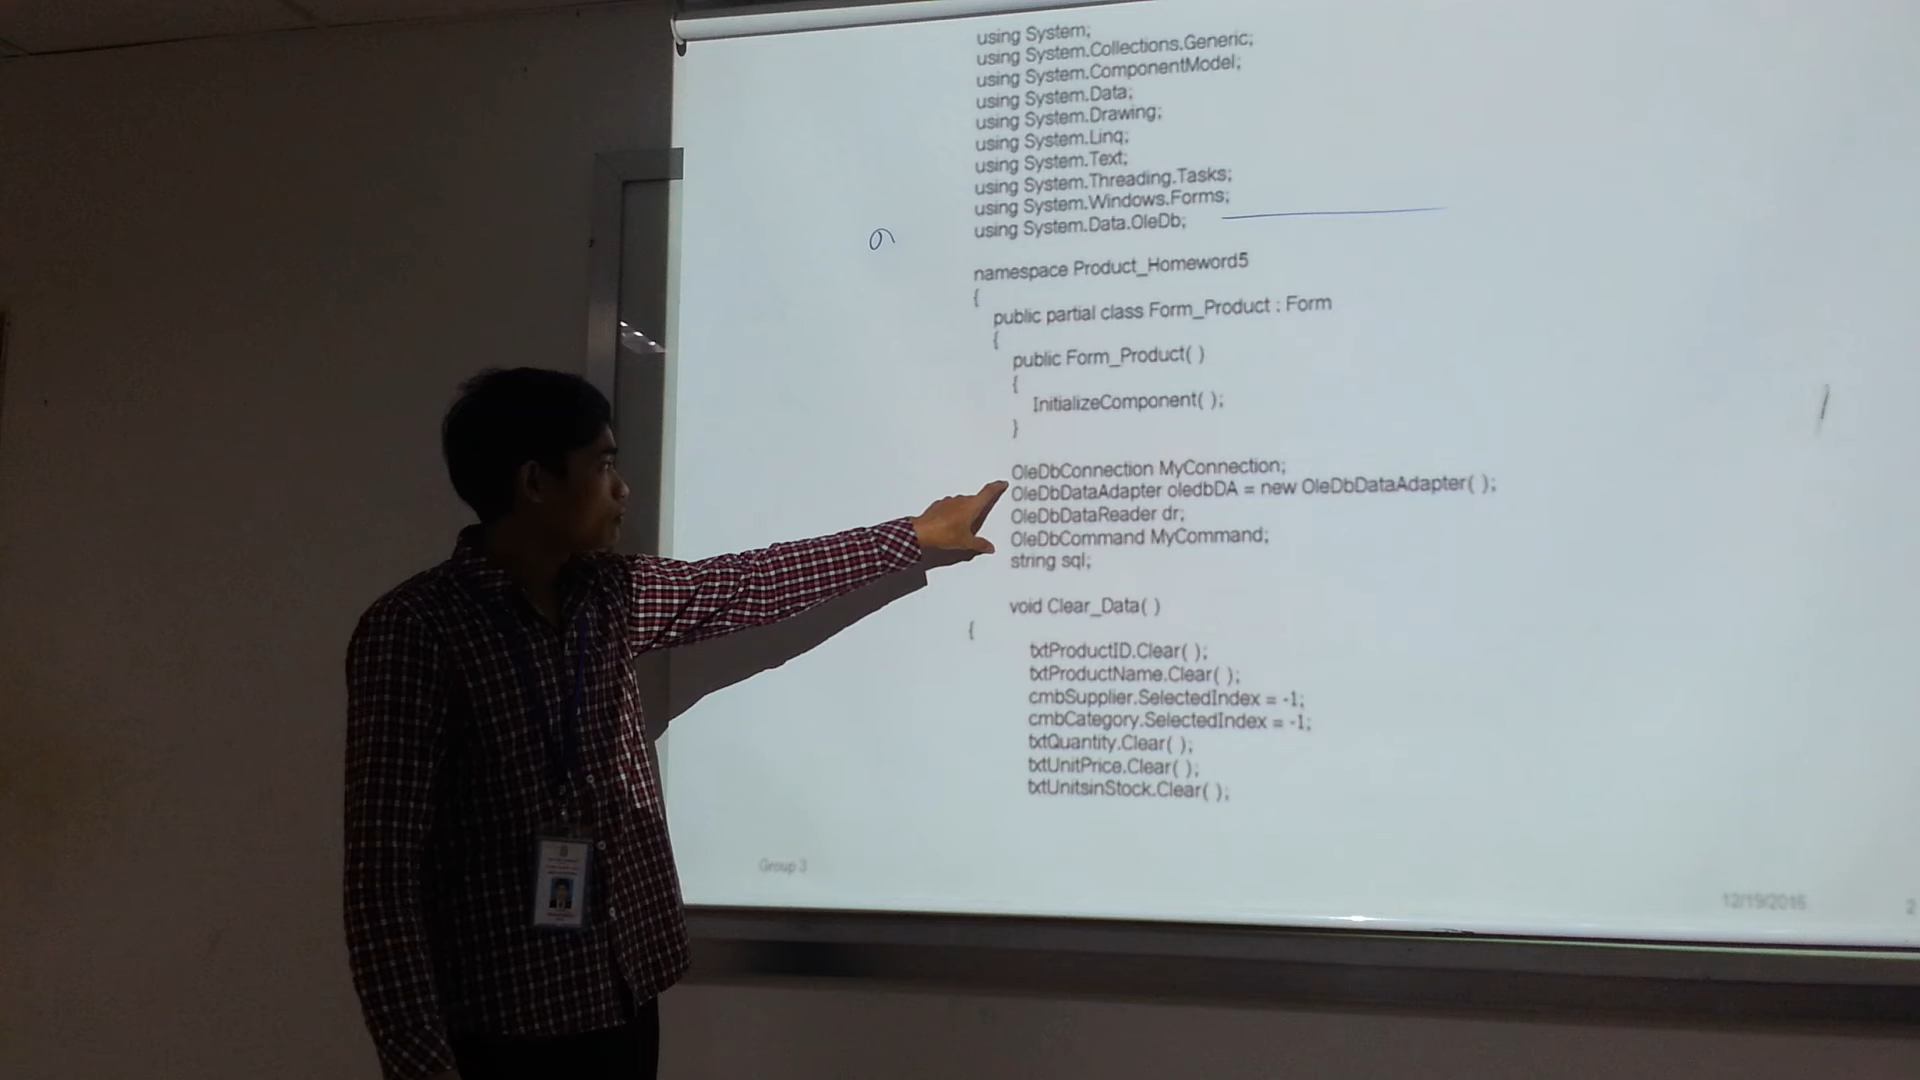 using System;
using System.Collections.Generic;
using System.ComponentModel;
using System.Data;
using System.Drawing;
using System.Linq;
using System.Text;
using System.Threading.Tasks;
using System.Windows.Forms;
using System.Data.OleDb;
namespace Product_Homeword5
{
public partial class Form_Product : Form
{
public Form_Product( )
{
InitializeComponent( );
}
OleDbConnection MyConnection;
OleDbDataAdapter oledbDA = new OleDbDataAdapter( );
OleDbDataReader dr;
OleDbCommand MyCommand;
string sql;
void Clear_Data( )
{
txtProductID.Clear( );
txtProductName.Clear( );
cmbSupplier.SelectedIndex = -1;
cmbCategory.SelectedIndex = -1;
txtQuantity.Clear( );
txtUnitPrice.Clear( );
txtUnitsinStock.Clear( );
Group 3
2